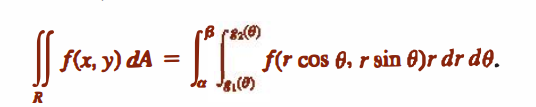 ∬_R f(x, y) dA = ∫_α^β ∫_{g₁(θ)}^{g₂(θ)} f(r cos θ, r sin θ)r dr dθ.